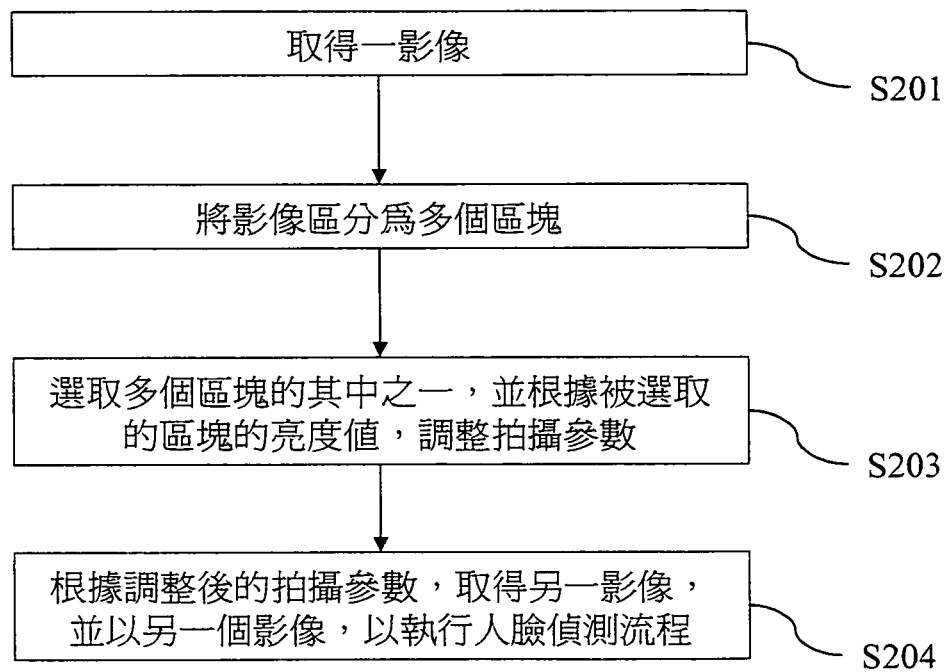 取得一影像
S201
將影像區分爲多個區塊
S202
選取多個區塊的其中之一，並根據被選取
的區塊的亮度值，調整拍攝參數
S203
根據調整後的拍攝參數，取得另一影像，
並以另一個影像，以執行人臉偵測流程
S204